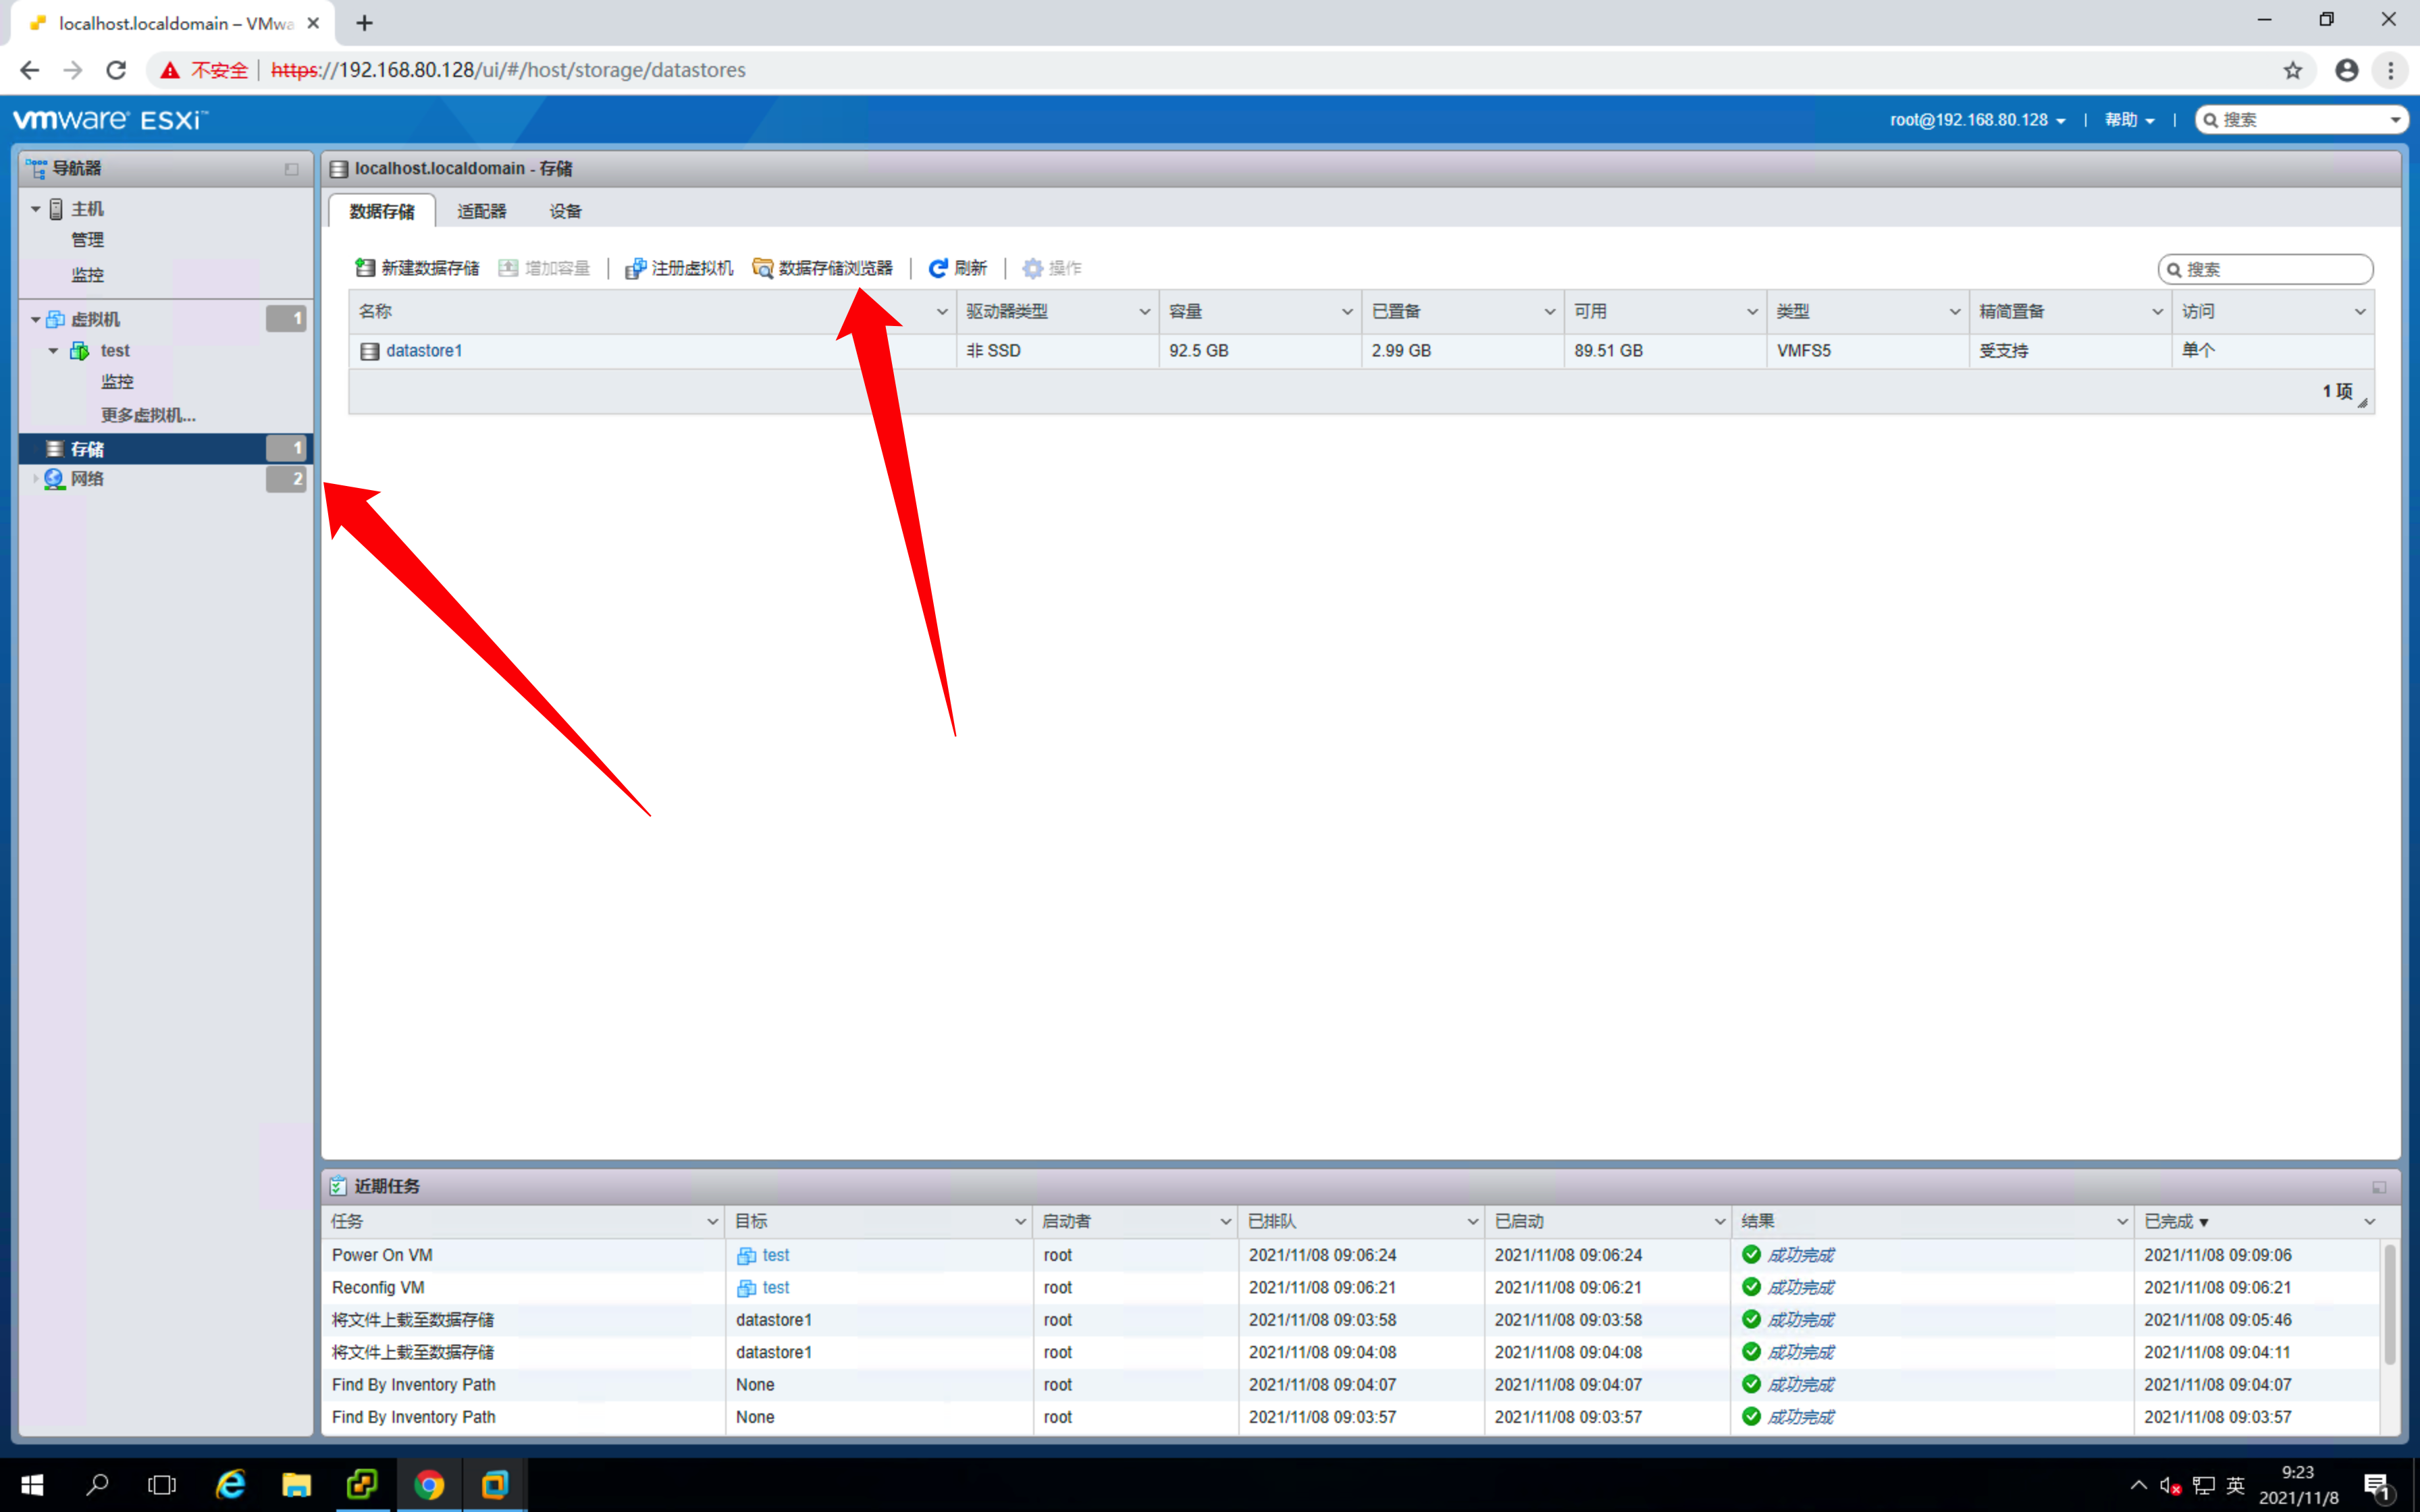 localhost.localdomain – VMwa
不安全 | https://192.168.80.128/ui/#/host/storage/datastores
vmware® ESXi™
root@192.168.80.128 | 帮助 | 搜索
导航器
主机
管理
监控
虚拟机 1
test
监控
更多虚拟机...
存储 1
网络 2
localhost.localdomain - 存储
数据存储 适配器 设备
新建数据存储 增加容量 | 注册虚拟机 数据存储浏览器 | 刷新 | 操作
搜索
名称 驱动器类型 容量 已置备 可用 类型 精简置备 访问
datastore1 非 SSD 92.5 GB 2.99 GB 89.51 GB VMFS5 受支持 单个
1 项
近期任务
任务 目标 启动者 已排队 已启动 结果 已完成▼
Power On VM test root 2021/11/08 09:06:24 2021/11/08 09:06:24 成功完成 2021/11/08 09:09:06
Reconfig VM test root 2021/11/08 09:06:21 2021/11/08 09:06:21 成功完成 2021/11/08 09:06:21
将文件上载至数据存储 datastore1 root 2021/11/08 09:03:58 2021/11/08 09:03:58 成功完成 2021/11/08 09:05:46
将文件上载至数据存储 datastore1 root 2021/11/08 09:04:08 2021/11/08 09:04:08 成功完成 2021/11/08 09:04:11
Find By Inventory Path None root 2021/11/08 09:04:07 2021/11/08 09:04:07 成功完成 2021/11/08 09:04:07
Find By Inventory Path None root 2021/11/08 09:03:57 2021/11/08 09:03:57 成功完成 2021/11/08 09:03:57
英
9:23
2021/11/8
1